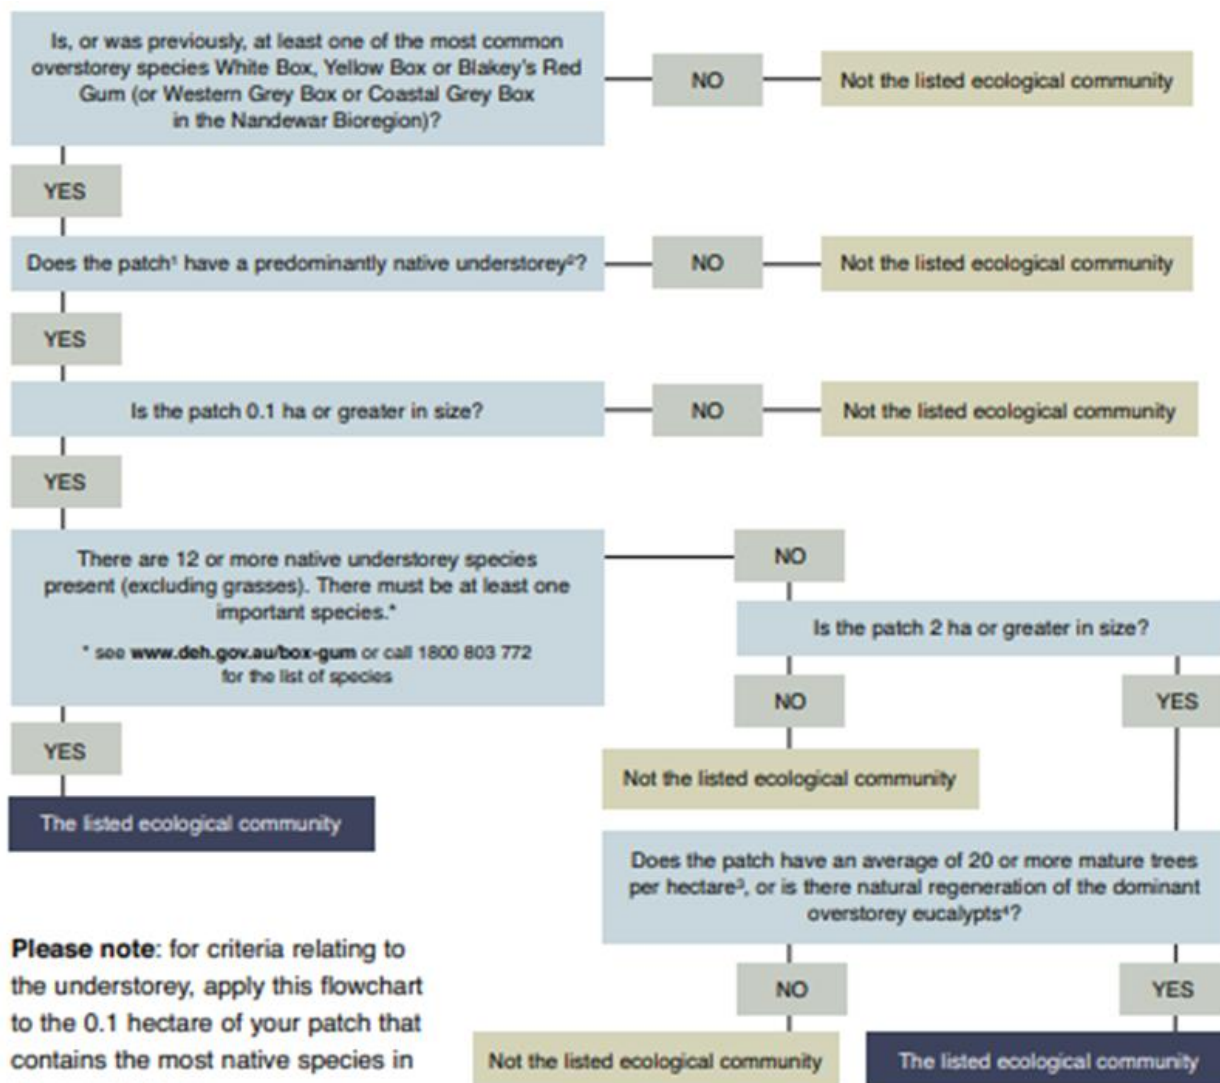 Is, or was previously, at least one of the most common
overstorey species White Box, Yellow Box or Blakey's Red
Gum (or Western Grey Box or Coastal Grey Box
in the Nandewar Bioregion)?
NO
Not the listed ecological community
YES
Does the patch¹ have a predominantly native understorey²?
NO
Not the listed ecological community
YES
Is the patch 0.1 ha or greater in size?
NO
Not the listed ecological community
YES
There are 12 or more native understorey species
present (excluding grasses). There must be at least one
important species.*
* see www.deh.gov.au/box-gum or call 1800 803 772
for the list of species
NO
Is the patch 2 ha or greater in size?
NO
YES
YES
Not the listed ecological community
The listed ecological community
Does the patch have an average of 20 or more mature trees
per hectare³, or is there natural regeneration of the dominant
overstorey eucalypts⁴?
NO
YES
Not the listed ecological community
The listed ecological community
Please note: for criteria relating to
the understorey, apply this flowchart
to the 0.1 hectare of your patch that
contains the most native species in